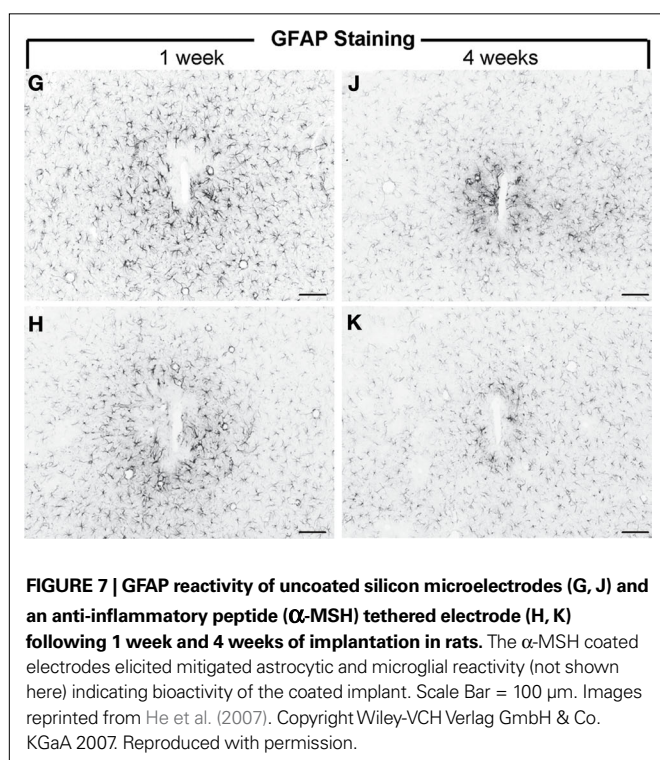 GFAP Staining
1 week 4 weeks
G J
H K
FIGURE 7 | GFAP reactivity of uncoated silicon microelectrodes (G, J) and
an anti-inflammatory peptide (α-MSH) tethered electrode (H, K)
following 1 week and 4 weeks of implantation in rats. The α-MSH coated
electrodes elicited mitigated astrocytic and microglial reactivity (not shown
here) indicating bioactivity of the coated implant. Scale Bar = 100 μm. Images
reprinted from He et al. (2007). Copyright Wiley-VCH Verlag GmbH & Co.
KGaA 2007. Reproduced with permission.